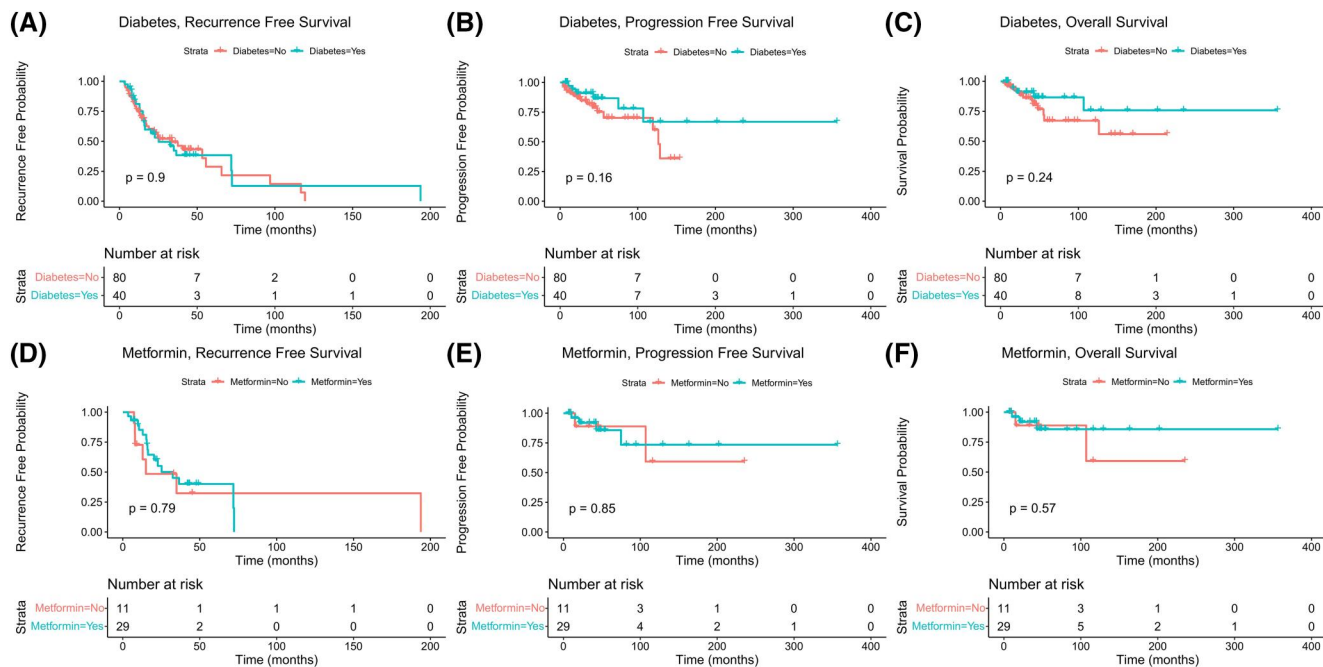 (A)
Diabetes, Recurrence Free Survival
Strata Diabetes=No Diabetes=Yes
Recurrence Free Probability
1.00
0.75
0.50
0.25
0.00
p = 0.9
0 50 100 150 200
Time (months)
Number at risk
Strata
Diabetes=No 80 7 2 0 0
Diabetes=Yes 40 3 1 1 0
0 50 100 150 200
Time (months)
(B)
Diabetes, Progression Free Survival
Strata Diabetes=No Diabetes=Yes
Progression Free Probability
1.00
0.75
0.50
0.25
0.00
p = 0.16
0 100 200 300 400
Time (months)
Number at risk
Strata
Diabetes=No 80 7 0 0 0
Diabetes=Yes 40 7 3 1 0
0 100 200 300 400
Time (months)
(C)
Diabetes, Overall Survival
Strata Diabetes=No Diabetes=Yes
Survival Probability
1.00
0.75
0.50
0.25
0.00
p = 0.24
0 100 200 300 400
Time (months)
Number at risk
Strata
Diabetes=No 80 7 1 0 0
Diabetes=Yes 40 8 3 1 0
0 100 200 300 400
Time (months)
(D)
Metformin, Recurrence Free Survival
Strata Metformin=No Metformin=Yes
Recurrence Free Probability
1.00
0.75
0.50
0.25
0.00
p = 0.79
0 50 100 150 200
Time (months)
Number at risk
Strata
Metformin=No 11 1 1 1 0
Metformin=Yes 29 2 0 0 0
0 50 100 150 200
Time (months)
(E)
Metformin, Progression Free Survival
Strata Metformin=No Metformin=Yes
Progression Free Probability
1.00
0.75
0.50
0.25
0.00
p = 0.85
0 100 200 300 400
Time (months)
Number at risk
Strata
Metformin=No 11 3 1 0 0
Metformin=Yes 29 4 2 1 0
0 100 200 300 400
Time (months)
(F)
Metformin, Overall Survival
Strata Metformin=No Metformin=Yes
Survival Probability
1.00
0.75
0.50
0.25
0.00
p = 0.57
0 100 200 300 400
Time (months)
Number at risk
Strata
Metformin=No 11 3 1 0 0
Metformin=Yes 29 5 2 1 0
0 100 200 300 400
Time (months)